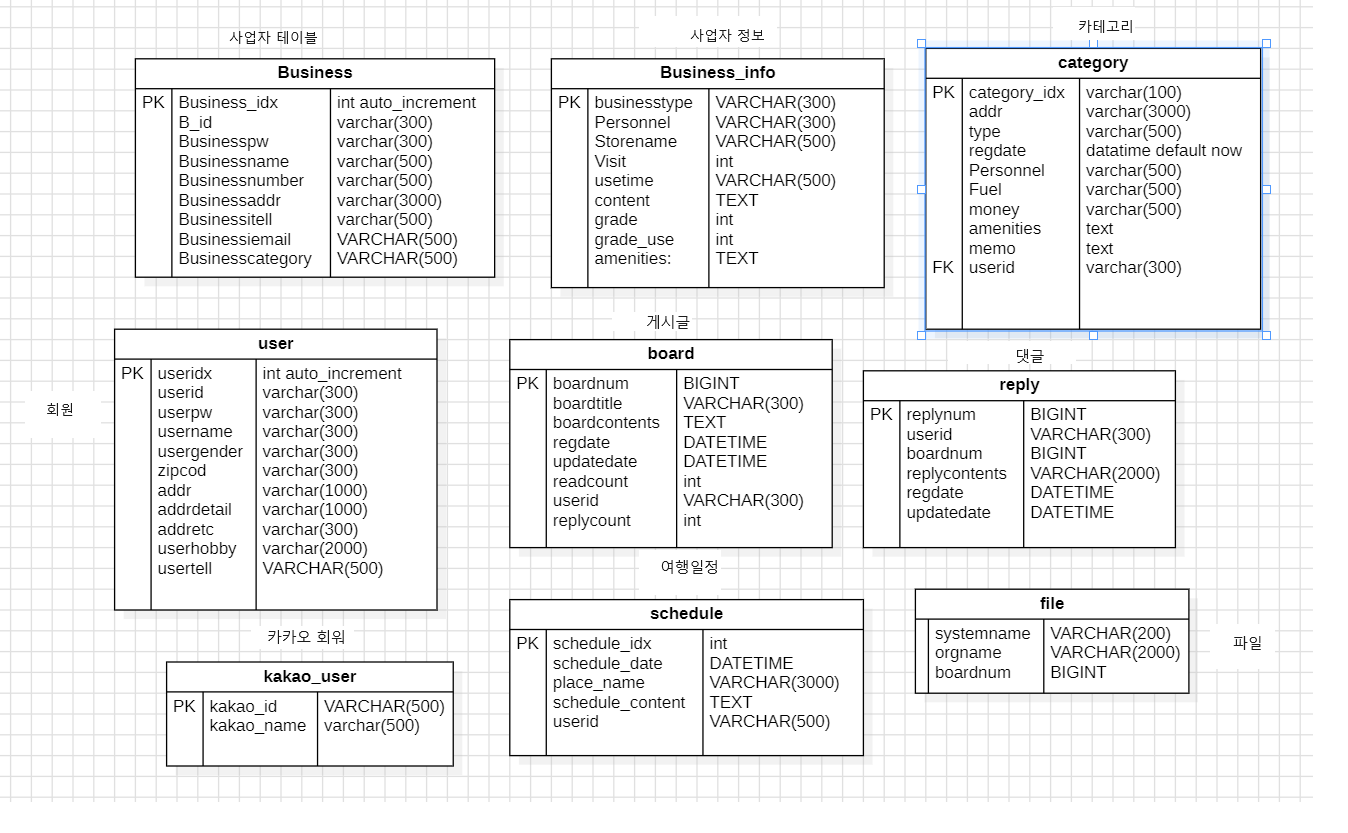 사업자 테이블
Business
PK Business_idx int auto_increment
B_id varchar(300)
Businesspw varchar(300)
Businessname varchar(500)
Businessnumber varchar(500)
Businessaddr varchar(3000)
Businessitell varchar(500)
Businessiemail VARCHAR(500)
Businesscategory VARCHAR(500)
사업자 정보
Business_info
PK businesstype VARCHAR(300)
Personnel VARCHAR(300)
Storename VARCHAR(500)
Visit int
usetime VARCHAR(500)
content TEXT
grade int
grade_use int
amenities: TEXT
카테고리
category
PK category_idx varchar(100)
addr varchar(3000)
type varchar(500)
regdate datatime default now
Personnel varchar(500)
Fuel varchar(500)
money varchar(500)
amenities text
memo text
FK userid varchar(300)
회원
user
PK useridx int auto_increment
userid varchar(300)
userpw varchar(300)
username varchar(300)
usergender varchar(300)
zipcod varchar(300)
addr varchar(1000)
addrdetail varchar(1000)
addretc varchar(300)
userhobby varchar(2000)
usertell VARCHAR(500)
게시글
board
PK boardnum BIGINT
boardtitle VARCHAR(300)
boardcontents TEXT
regdate DATETIME
updatedate DATETIME
readcount int
userid VARCHAR(300)
replycount int
댓글
reply
PK replynum BIGINT
userid VARCHAR(300)
boardnum BIGINT
replycontents VARCHAR(2000)
regdate DATETIME
updatedate DATETIME
카카오 회워
kakao_user
PK kakao_id VARCHAR(500)
kakao_name varchar(500)
여행일정
schedule
PK schedule_idx int
schedule_date DATETIME
place_name VARCHAR(3000)
schedule_content TEXT
userid VARCHAR(500)
file
systemname VARCHAR(200)
orgname VARCHAR(2000)
boardnum BIGINT
파일